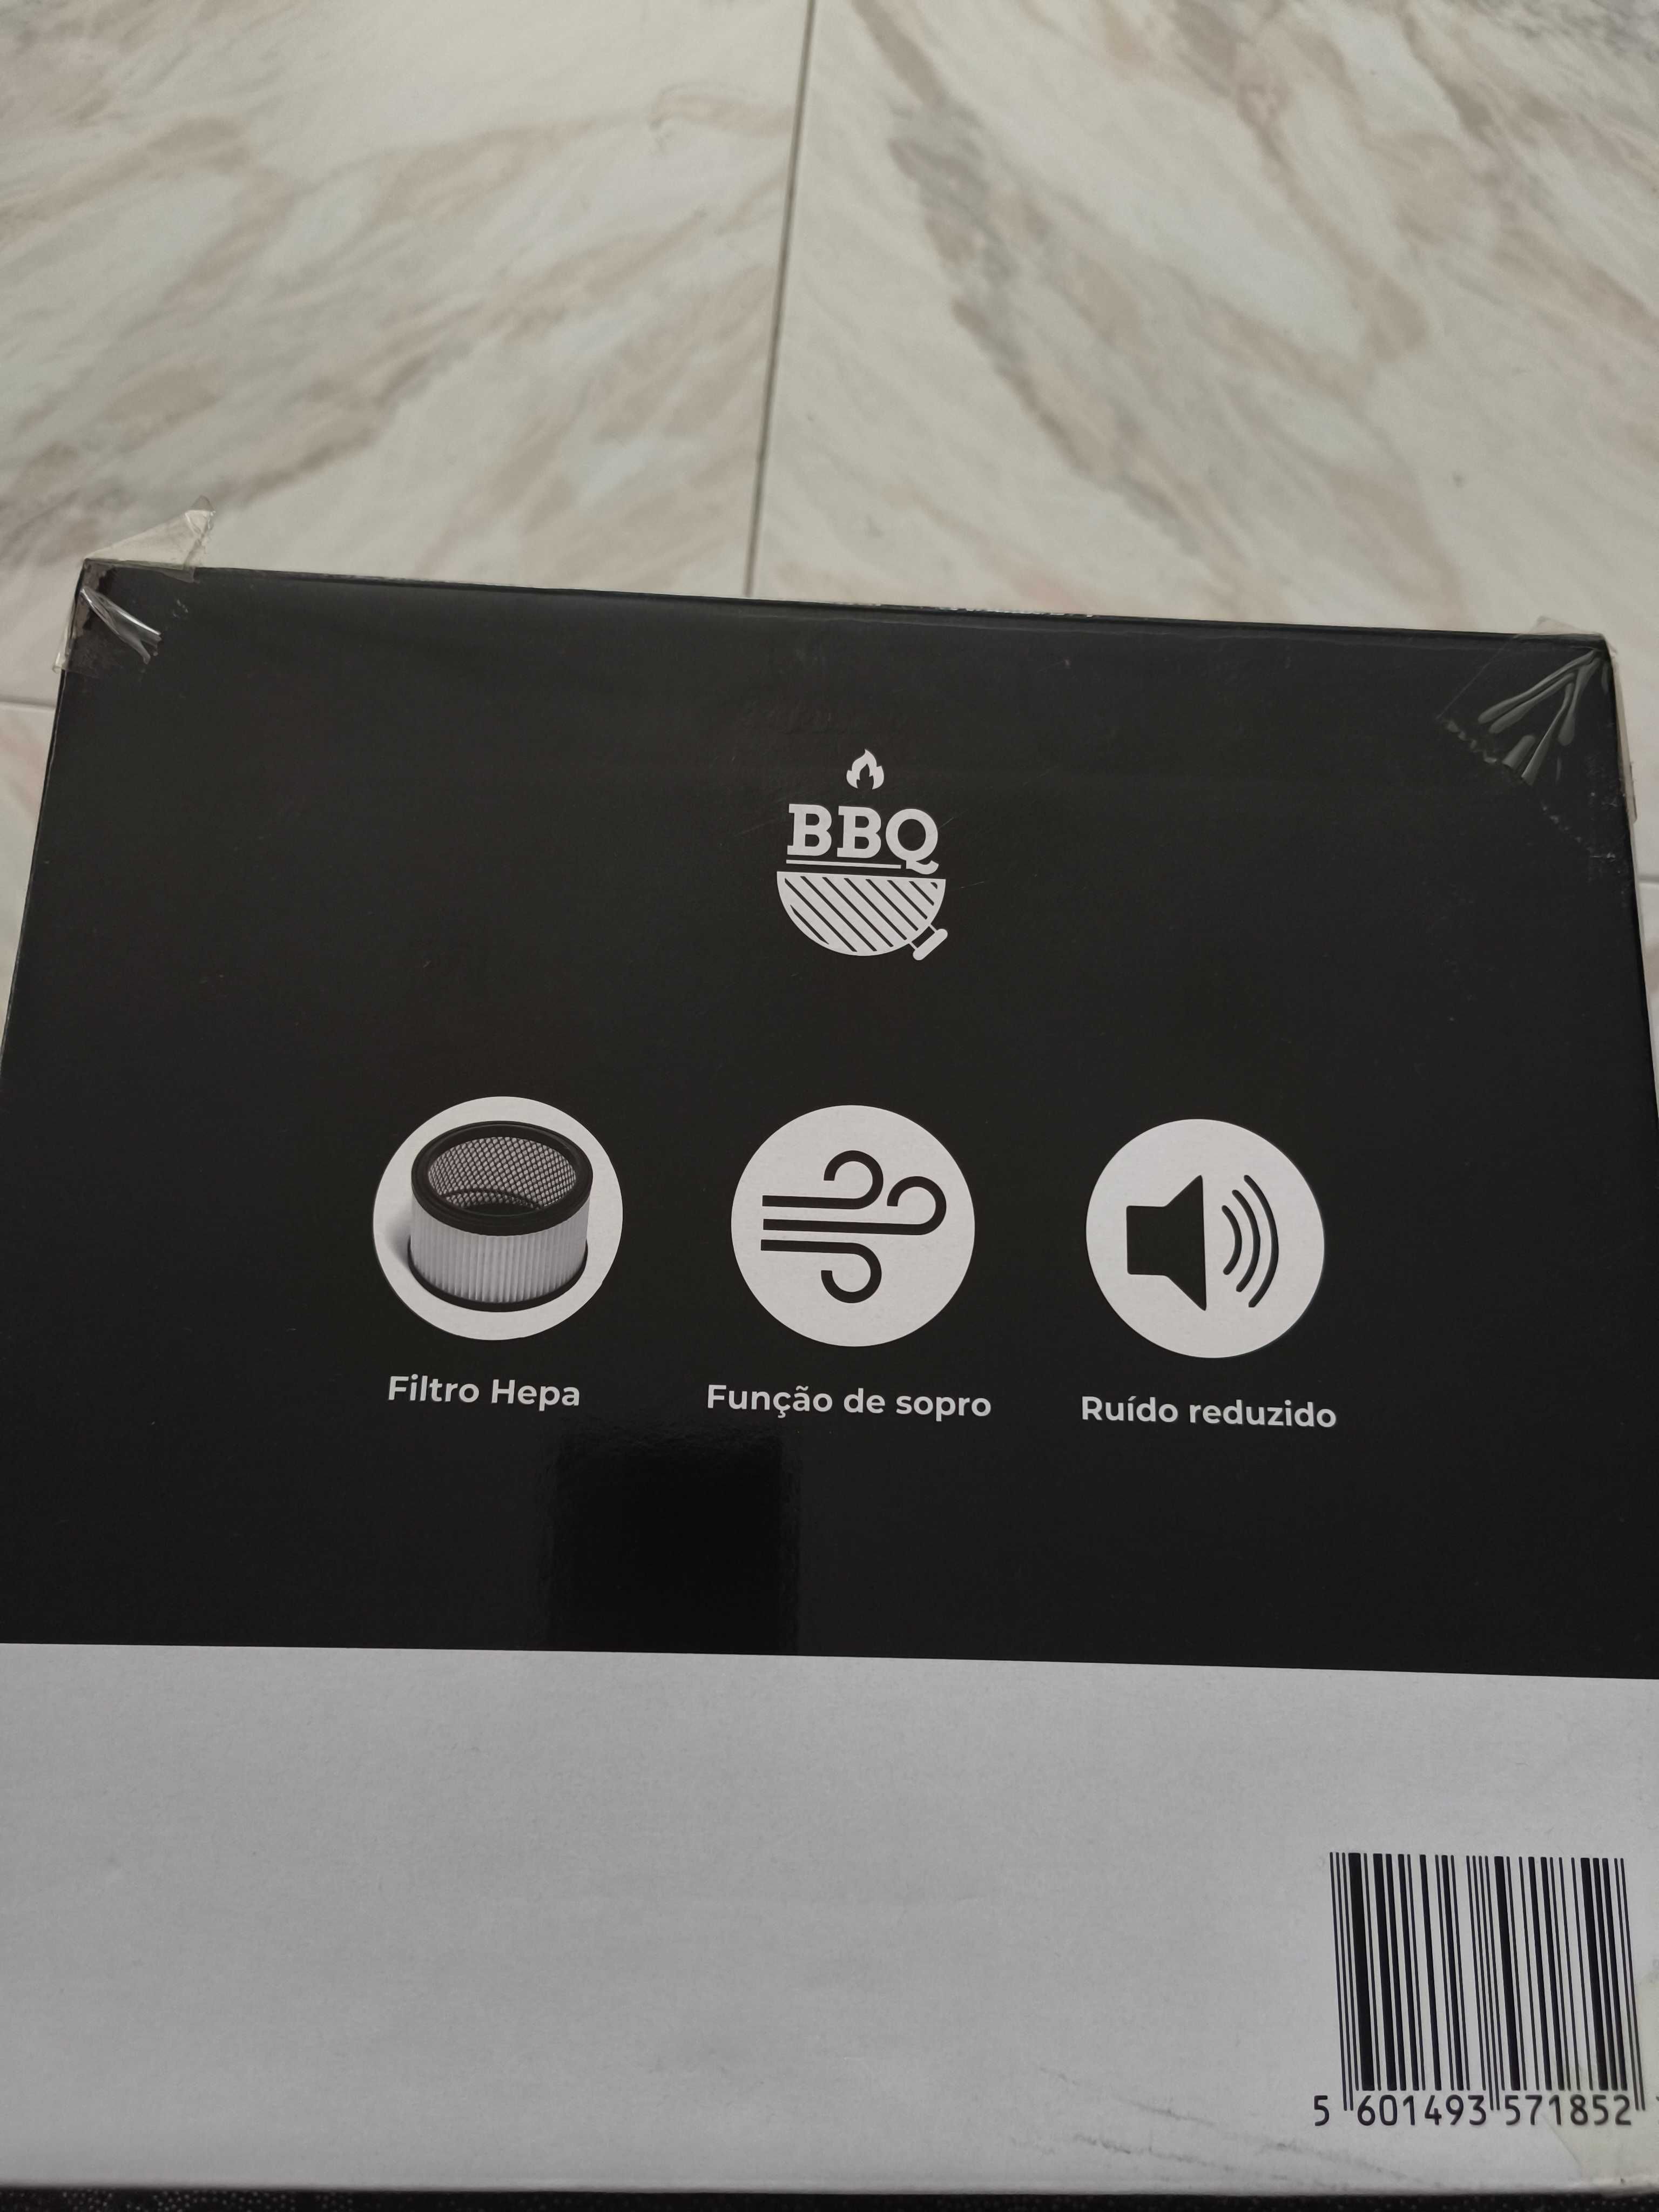 BBQ
Filtro Hepa
Função de sopro
Ruído reduzido
5 601493 571852